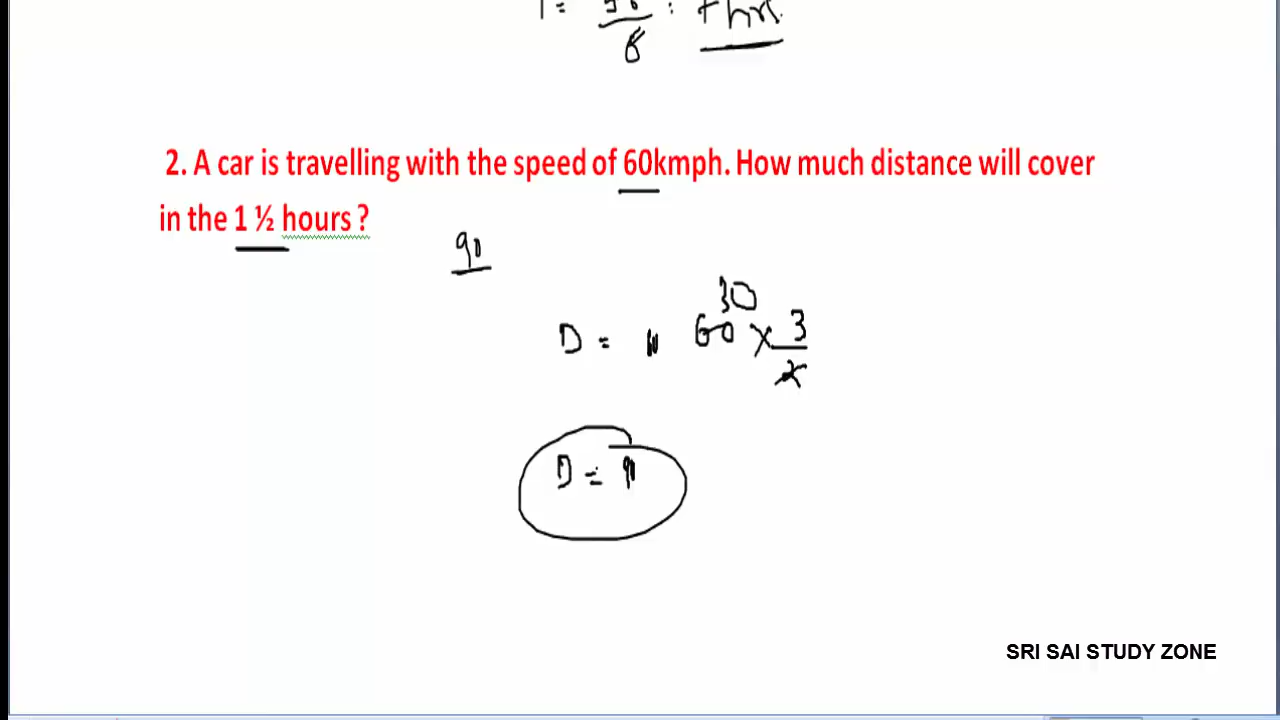 8
2. A car is travelling with the speed of 60kmph. How much distance will cover
in the 1 ½ hours ?
90
30
D = 60 x 3
2
D = 90
SRI SAI STUDY ZONE